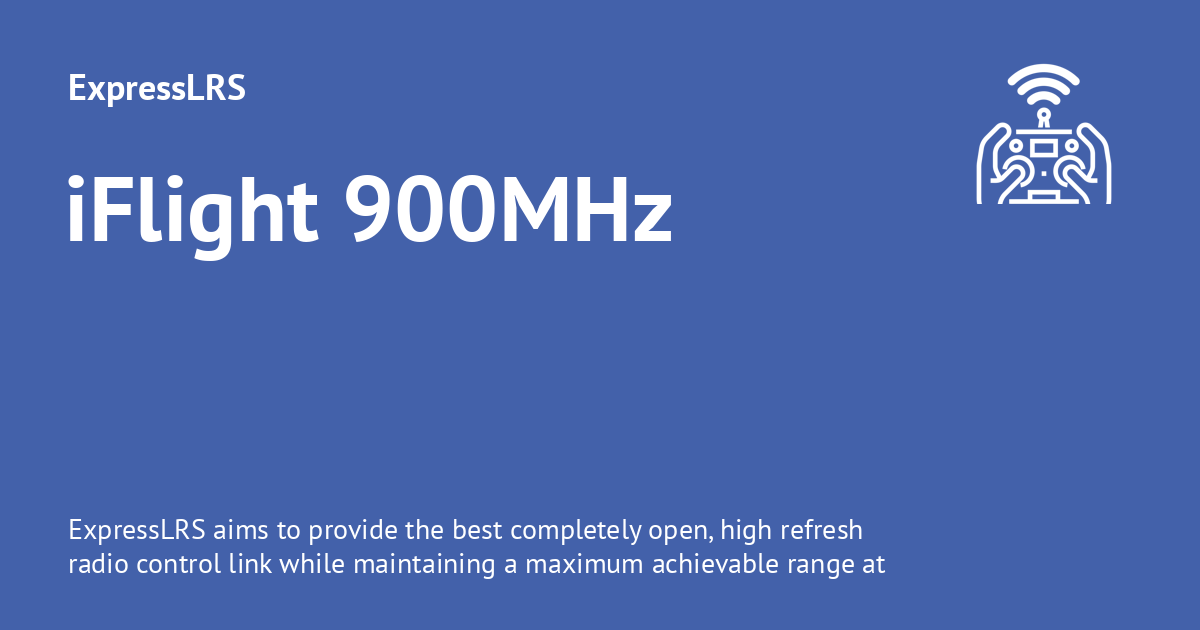 ExpressLRS
iFlight 900MHz
ExpressLRS aims to provide the best completely open, high refresh
radio control link while maintaining a maximum achievable range at